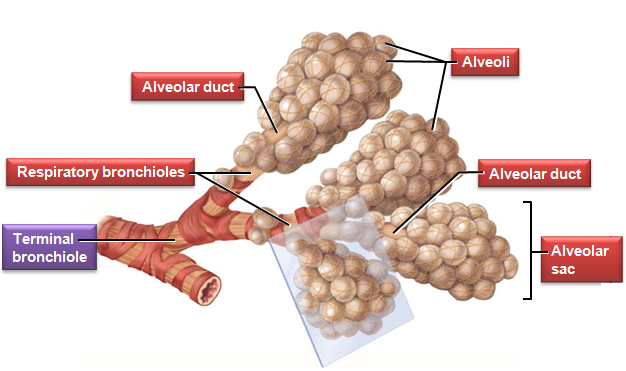 Alveoli
Alveolar duct
Respiratory bronchioles
Alveolar duct
Terminal
bronchiole
Alveolar
sac